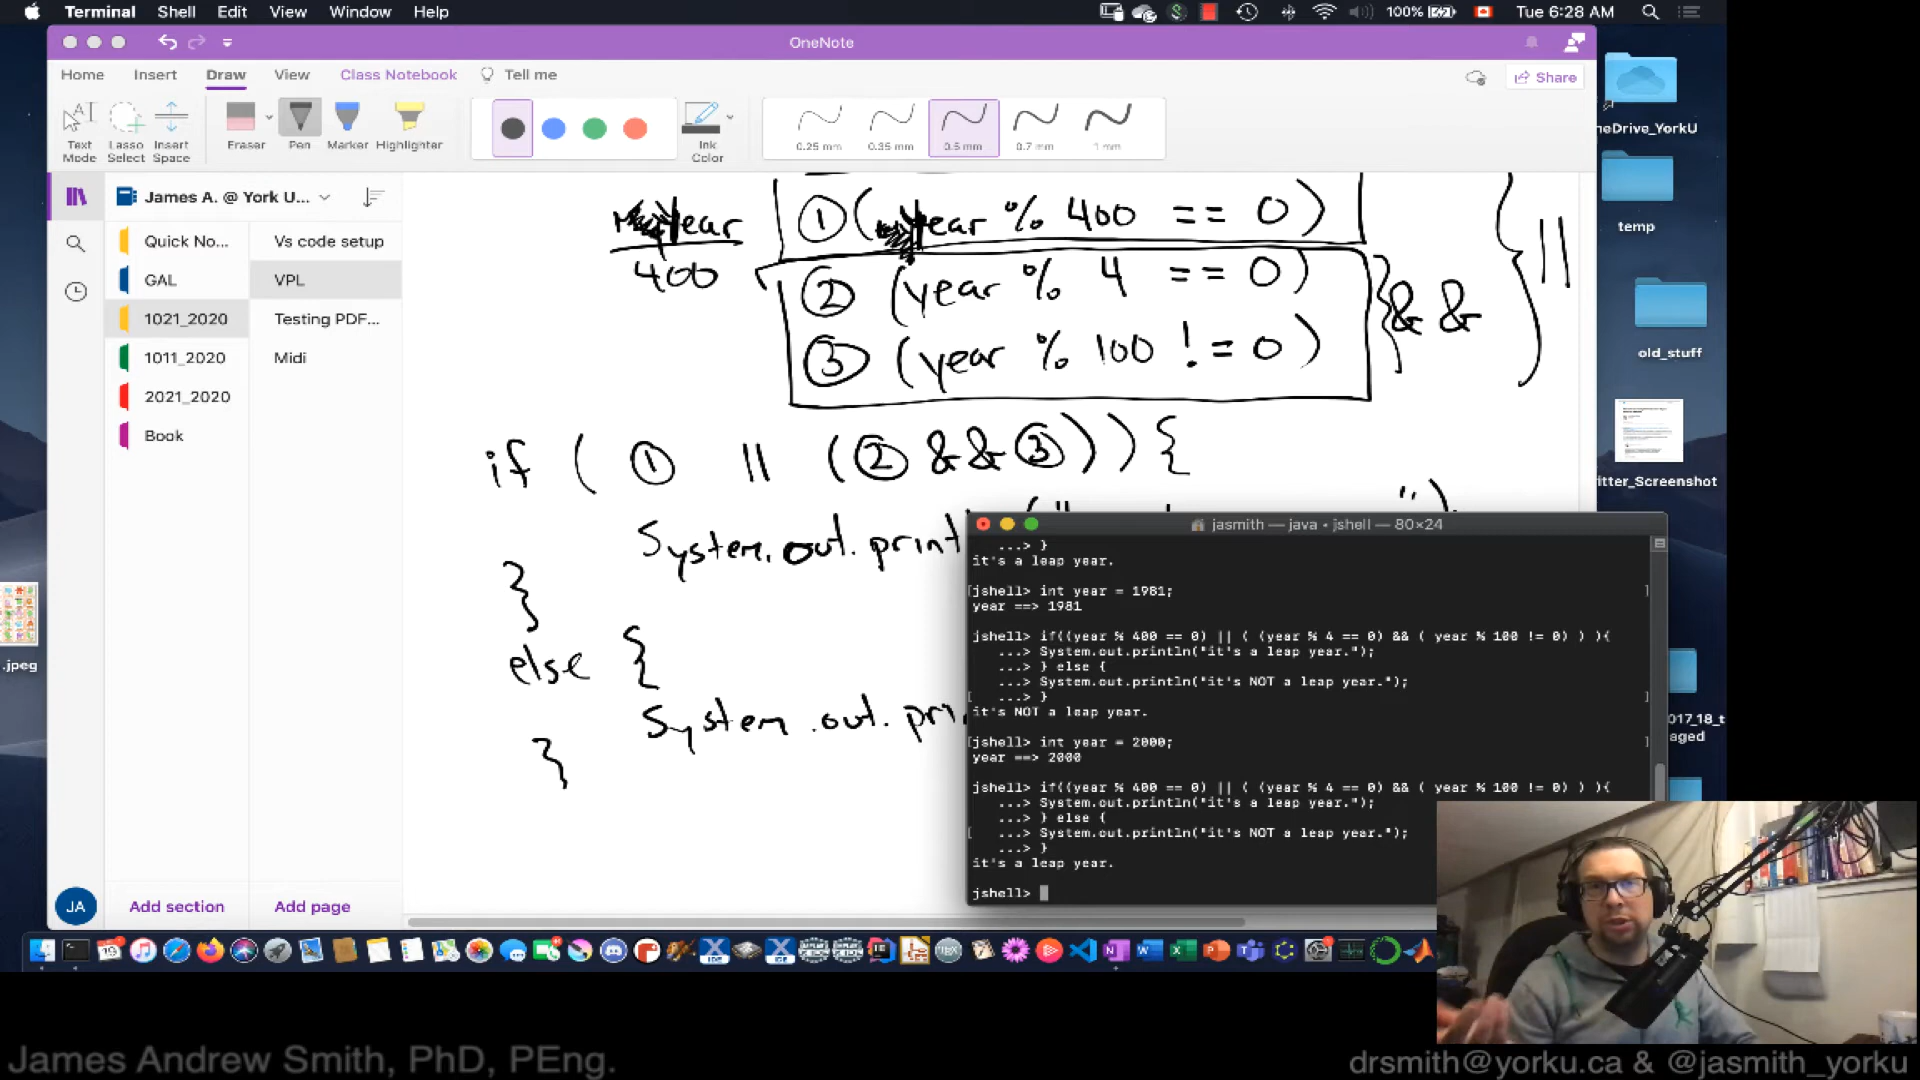 Terminal Shell Edit View Window Help 100% Tue 6:28 AM
OneNote
Home Insert Draw View Class Notebook Tell me Share
Text Mode
Lasso Select
Insert Space
Eraser Pen Marker Highlighter
Ink Color
0.25 mm 0.35 mm 0.5 mm 0.7 mm 1 mm
James A. @ York U...
Quick No...
GAL
1021_2020
1011_2020
2021_2020
Book
Vs code setup
VPL
Testing PDF...
Midi
JA Add section Add page
year
400
① (year % 400 == 0)
② (year % 4 == 0)
③ (year % 100 != 0)
} && } ||
if ( ① || (② && ③)) {
System.out.print
}
else {
System.out.pri
}
jasmith — java • jshell — 80×24
...> }
it's a leap year.
jshell> int year = 1981;
year ==> 1981
jshell> if((year % 400 == 0) || ( (year % 4 == 0) && ( year % 100 != 0) ) ){
...> System.out.println("it's a leap year.");
...> } else {
...> System.out.println("it's NOT a leap year.");
...> }
it's NOT a leap year.
jshell> int year = 2000;
year ==> 2000
jshell> if((year % 400 == 0) || ( (year % 4 == 0) && ( year % 100 != 0) ) ){
...> System.out.println("it's a leap year.");
...> } else {
...> System.out.println("it's NOT a leap year.");
...> }
it's a leap year.
jshell>
neDrive_YorkU
temp
old_stuff
itter_Screenshot
017_18_t
aged
.jpeg
James Andrew Smith, PhD, PEng.
drsmith@yorku.ca & @jasmith_yorku